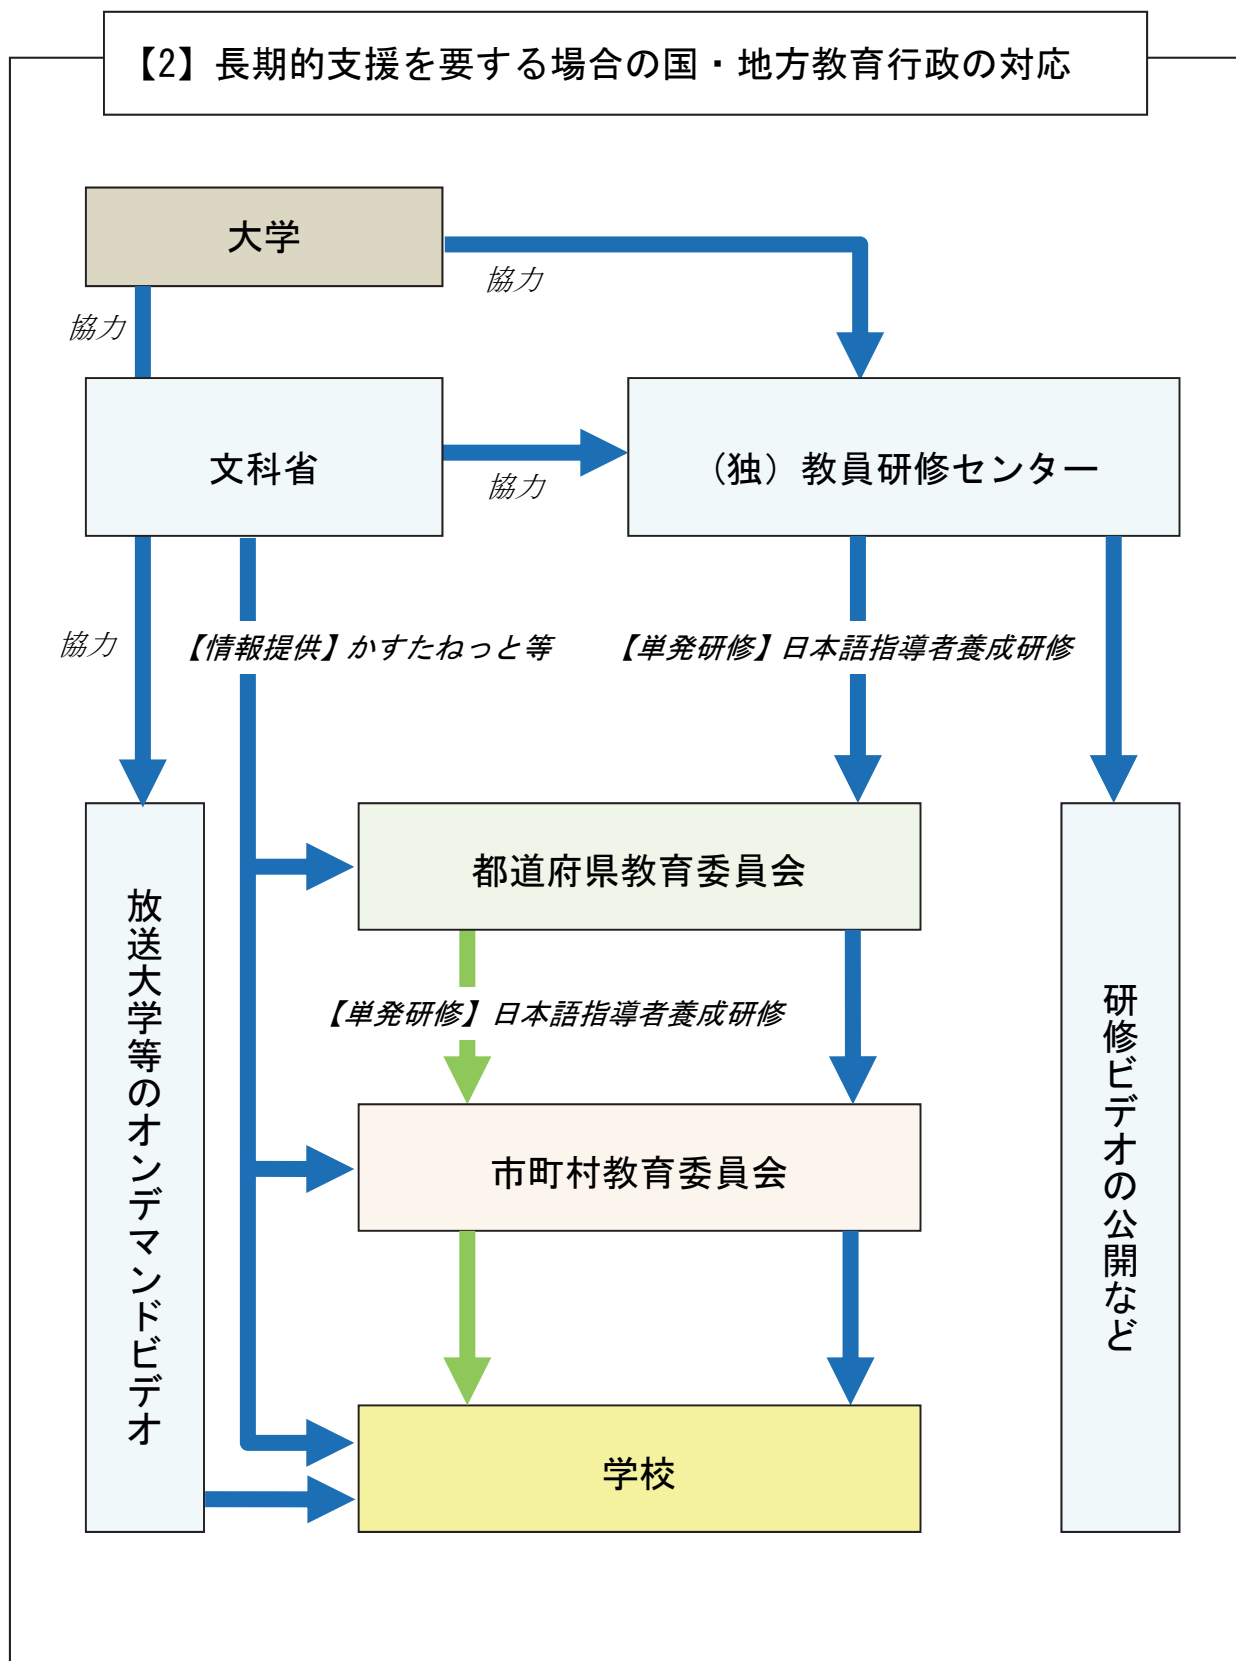 【2】長期的支援を要する場合の国・地方教育行政の対応
大学
協力
協力
文科省
協力
（独）教員研修センター
協力
【情報提供】かすたねっと等
【単発研修】日本語指導者養成研修
都道府県教育委員会
放送大学等のオンデマンドビデオ
【単発研修】日本語指導者養成研修
研修ビデオの公開など
市町村教育委員会
学校